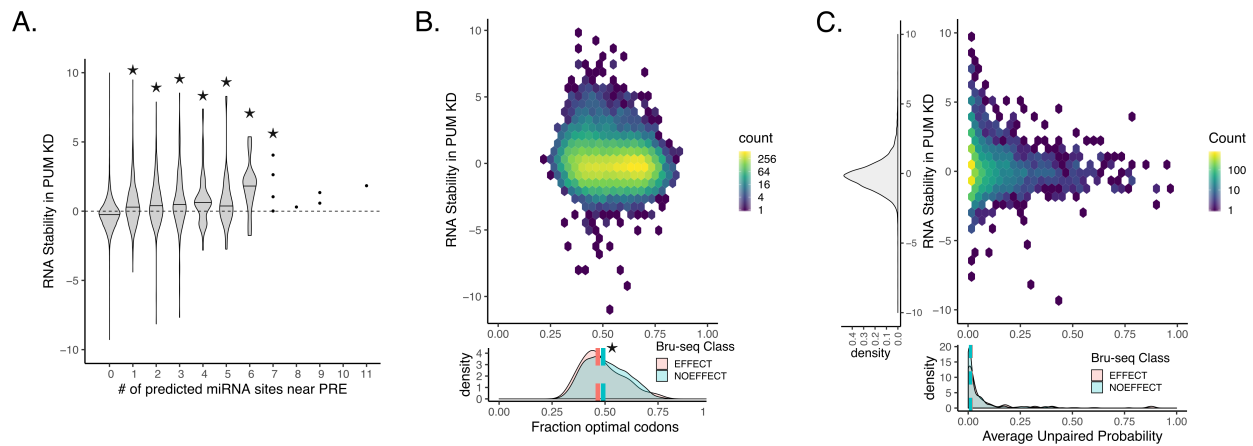 A.
RNA Stability in PUM KD
10
5
0
−5
−10
0 1 2 3 4 5 6 7 8 9 10 11
# of predicted miRNA sites near PRE
B.
RNA Stability in PUM KD
10
5
0
−5
−10
0.00 0.25 0.50 0.75 1.00
count
256
64
16
4
1
density
4
3
2
1
0
Bru-seq Class
EFFECT
NOEFFECT
0.00 0.25 0.50 0.75 1
Fraction optimal codons
C.
10
5
0
−5
−10
0.4 0.3 0.2 0.1 0.0
density
RNA Stability in PUM KD
10
5
0
−5
−10
0.00 0.25 0.50 0.75 1.00
Count
100
10
1
density
20
15
10
5
0
Bru-seq Class
EFFECT
NOEFFECT
0.00 0.25 0.50 0.75 1.00
Average Unpaired Probability